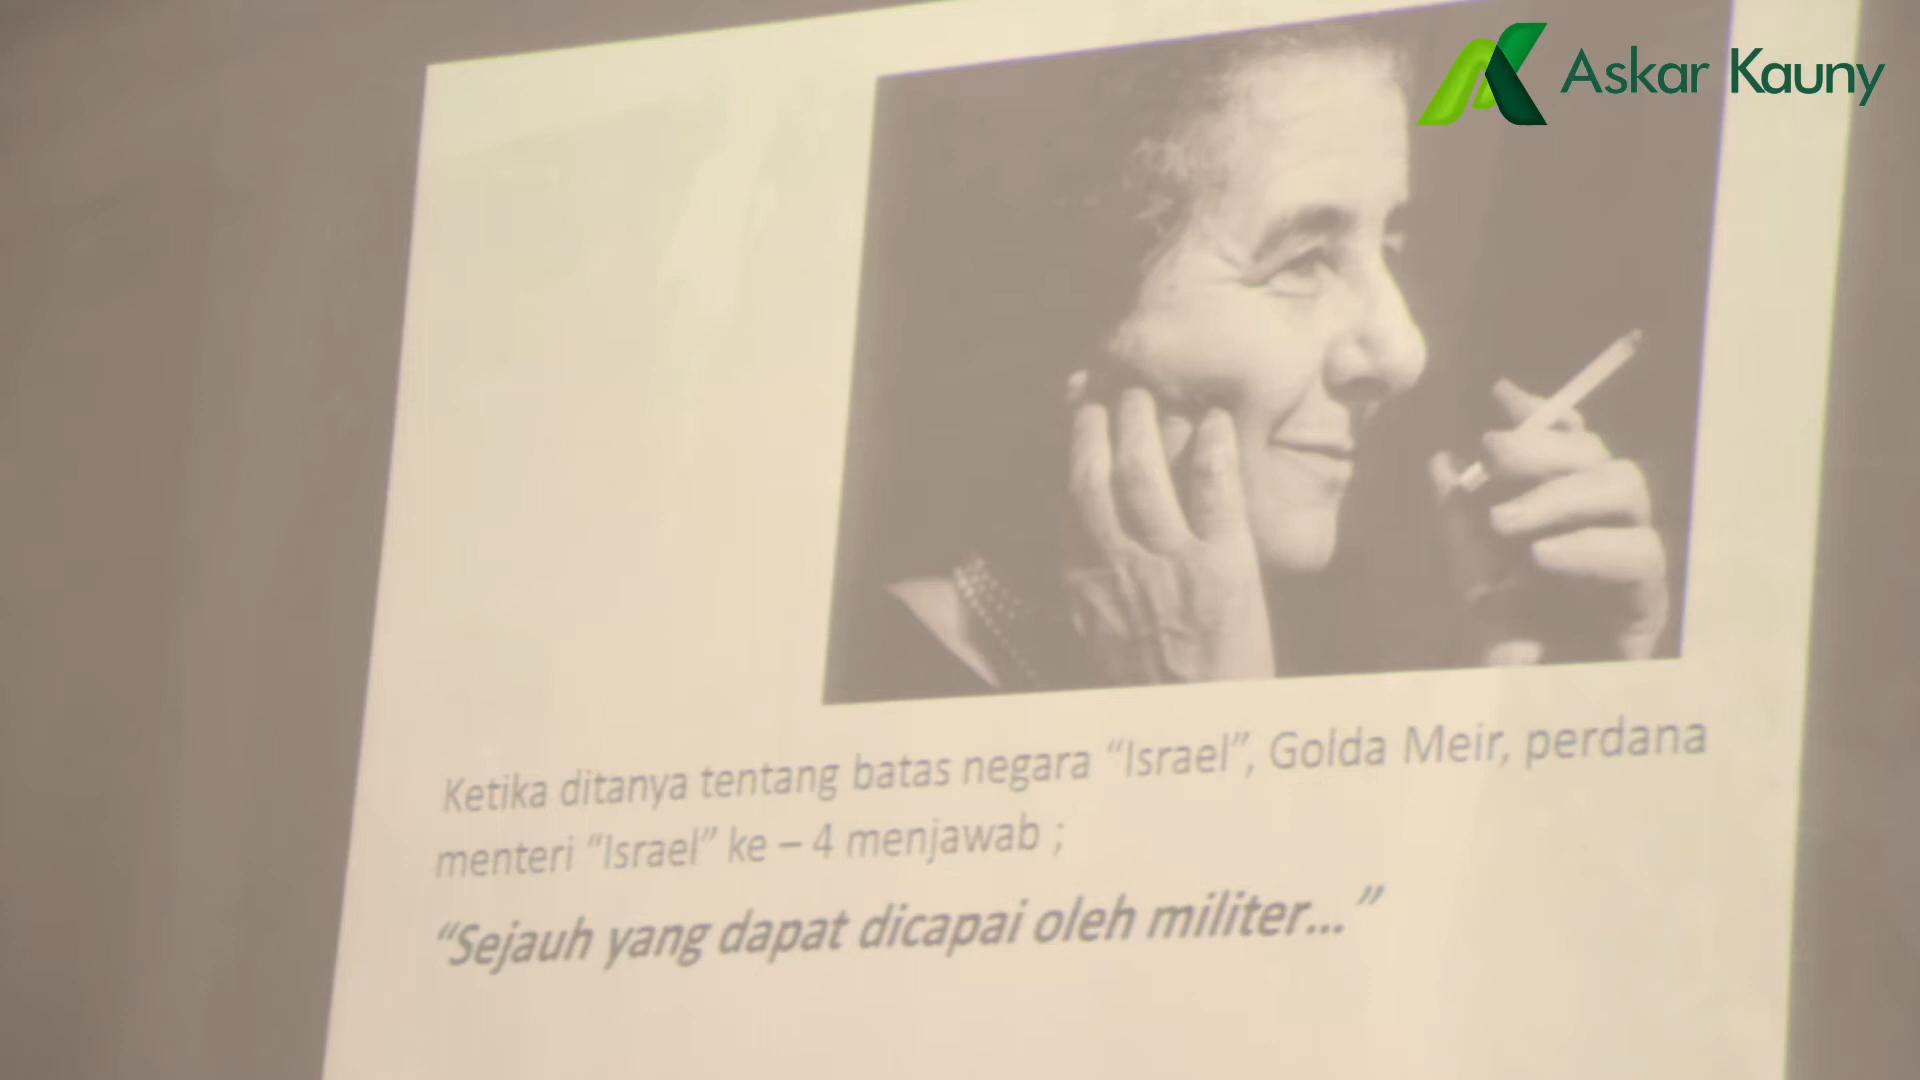 Askar Kauny
Ketika ditanya tentang batas negara “Israel”, Golda Meir, perdana
menteri “Israel” ke – 4 menjawab ;
“Sejauh yang dapat dicapai oleh militer...”